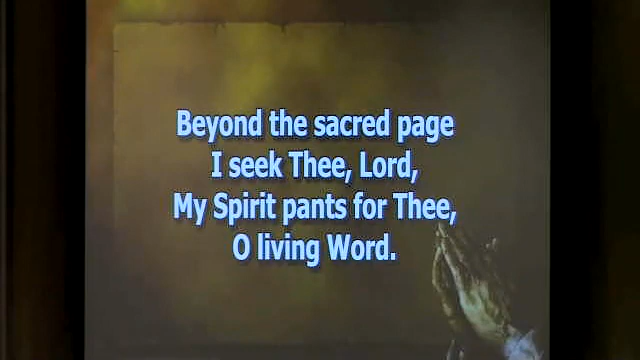 Beyond the sacred page
I seek Thee, Lord,
My Spirit pants for Thee,
O living Word.